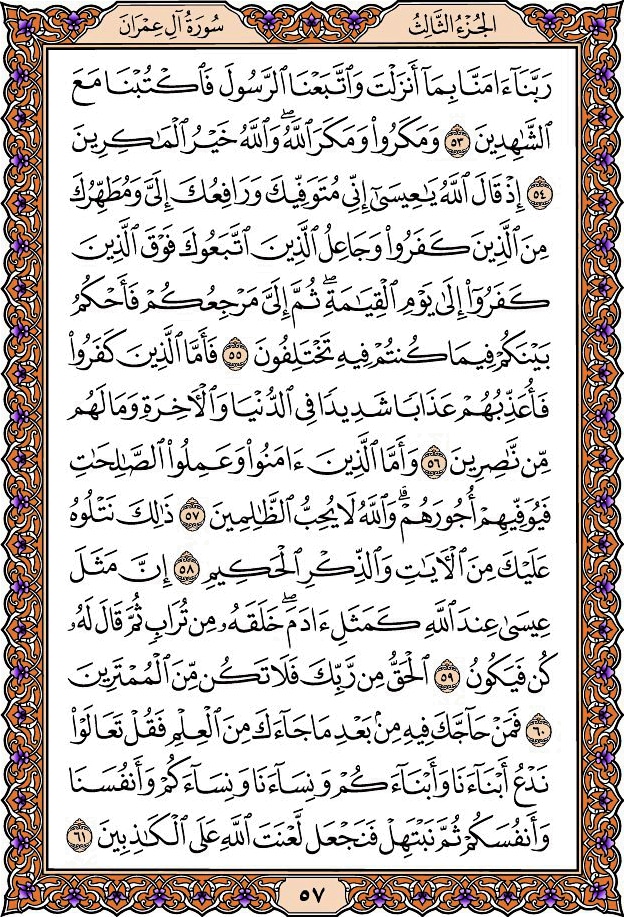 الجُزْءُ الثَّالِثُ
سُورَةُ آلِ عِمْرَانَ
رَبَّنَآ ءَامَنَّا بِمَآ أَنزَلْتَ وَٱتَّبَعْنَا ٱلرَّسُولَ فَٱكْتُبْنَا مَعَ
ٱلشَّٰهِدِينَ ٥٣ وَمَكَرُوا۟ وَمَكَرَ ٱللَّهُ ۖ وَٱللَّهُ خَيْرُ ٱلْمَٰكِرِينَ
٥٤ إِذْ قَالَ ٱللَّهُ يَٰعِيسَىٰٓ إِنِّى مُتَوَفِّيكَ وَرَافِعُكَ إِلَىَّ وَمُطَهِّرُكَ
مِنَ ٱلَّذِينَ كَفَرُوا۟ وَجَاعِلُ ٱلَّذِينَ ٱتَّبَعُوكَ فَوْقَ ٱلَّذِينَ
كَفَرُوٓا۟ إِلَىٰ يَوْمِ ٱلْقِيَٰمَةِ ۖ ثُمَّ إِلَىَّ مَرْجِعُكُمْ فَأَحْكُمُ
بَيْنَكُمْ فِيمَا كُنتُمْ فِيهِ تَخْتَلِفُونَ ٥٥ فَأَمَّا ٱلَّذِينَ كَفَرُوا۟
فَأُعَذِّبُهُمْ عَذَابًا شَدِيدًا فِى ٱلدُّنْيَا وَٱلْءَاخِرَةِ وَمَا لَهُم
مِّن نَّٰصِرِينَ ٥٦ وَأَمَّا ٱلَّذِينَ ءَامَنُوا۟ وَعَمِلُوا۟ ٱلصَّٰلِحَٰتِ
فَيُوَفِّيهِمْ أُجُورَهُمْ ۗ وَٱللَّهُ لَا يُحِبُّ ٱلظَّٰلِمِينَ ٥٧ ذَٰلِكَ نَتْلُوهُ
عَلَيْكَ مِنَ ٱلْءَايَٰتِ وَٱلذِّكْرِ ٱلْحَكِيمِ ٥٨ إِنَّ مَثَلَ
عِيسَىٰ عِندَ ٱللَّهِ كَمَثَلِ ءَادَمَ ۖ خَلَقَهُۥ مِن تُرَابٍ ثُمَّ قَالَ لَهُۥ
كُن فَيَكُونُ ٥٩ ٱلْحَقُّ مِن رَّبِّكَ فَلَا تَكُن مِّنَ ٱلْمُمْتَرِينَ
٦٠ فَمَنْ حَآجَّكَ فِيهِ مِنۢ بَعْدِ مَا جَآءَكَ مِنَ ٱلْعِلْمِ فَقُلْ تَعَالَوْا۟
نَدْعُ أَبْنَآءَنَا وَأَبْنَآءَكُمْ وَنِسَآءَنَا وَنِسَآءَكُمْ وَأَنفُسَنَا
وَأَنفُسَكُمْ ثُمَّ نَبْتَهِلْ فَنَجْعَل لَّعْنَتَ ٱللَّهِ عَلَى ٱلْكَٰذِبِينَ ٦١
٥٧